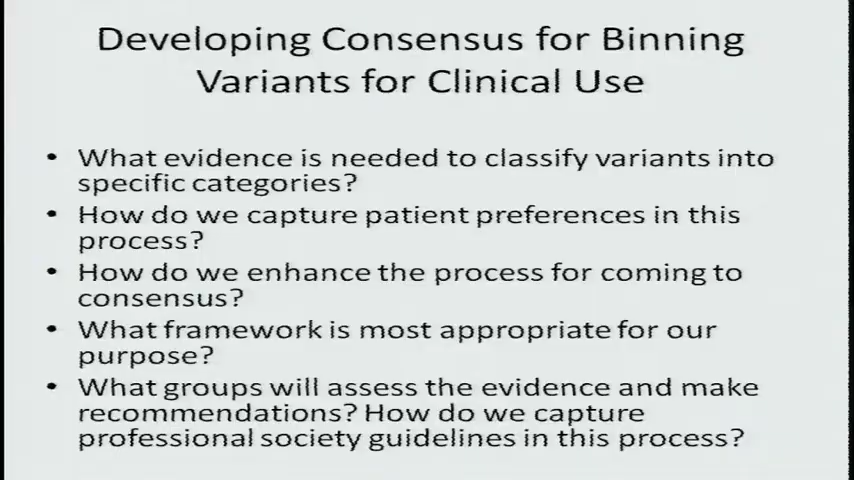 Developing Consensus for Binning
Variants for Clinical Use
• What evidence is needed to classify variants into
specific categories?
• How do we capture patient preferences in this
process?
• How do we enhance the process for coming to
consensus?
• What framework is most appropriate for our
purpose?
• What groups will assess the evidence and make
recommendations? How do we capture
professional society guidelines in this process?